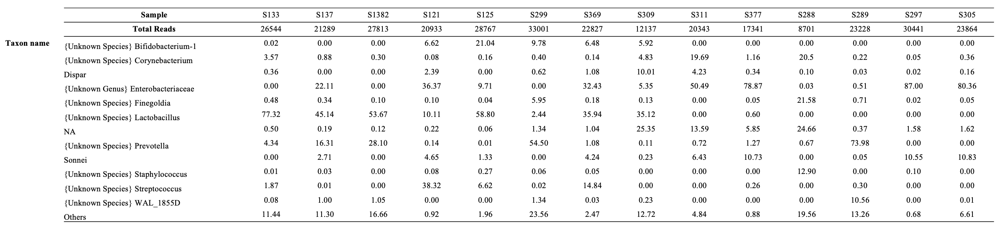 Sample S133 S137 S1382 S121 S125 S299 S369 S309 S311 S377 S288 S289 S297 S305
Total Reads 26544 21289 27813 20933 28767 33001 22827 12137 20343 17341 8701 23228 30441 23864
Taxon name {Unknown Species} Bifidobacterium-1 0.02 0.00 0.00 6.62 21.04 9.78 6.48 5.92 0.00 0.00 0.00 0.00 0.00 0.00
{Unknown Species} Corynebacterium 3.57 0.88 0.30 0.08 0.16 0.40 0.14 4.83 19.69 1.16 20.5 0.22 0.05 0.36
Dispar 0.36 0.00 0.00 2.39 0.00 0.62 1.08 10.01 4.23 0.34 0.10 0.03 0.02 0.16
{Unknown Genus} Enterobacteriaceae 0.00 22.11 0.00 36.37 9.71 0.00 32.43 5.35 50.49 78.87 0.03 0.51 87.00 80.36
{Unknown Species} Finegoldia 0.48 0.34 0.10 0.10 0.04 5.95 0.18 0.13 0.00 0.05 21.58 0.71 0.02 0.05
{Unknown Species} Lactobacillus 77.32 45.14 53.67 10.11 58.80 2.44 35.94 35.12 0.00 0.60 0.00 0.00 0.00 0.00
NA 0.50 0.19 0.12 0.22 0.06 1.34 1.04 25.35 13.59 5.85 24.66 0.37 1.58 1.62
{Unknown Species} Prevotella 4.34 16.31 28.10 0.14 0.01 54.50 1.08 0.11 0.72 1.27 0.67 73.98 0.00 0.00
Sonnei 0.00 2.71 0.00 4.65 1.33 0.00 4.24 0.23 6.43 10.73 0.00 0.05 10.55 10.83
{Unknown Species} Staphylococcus 0.01 0.03 0.00 0.08 0.27 0.06 0.05 0.00 0.00 0.00 12.90 0.00 0.10 0.00
{Unknown Species} Streptococcus 1.87 0.01 0.00 38.32 6.62 0.02 14.84 0.00 0.00 0.26 0.00 0.30 0.00 0.00
{Unknown Species} WAL_1855D 0.08 1.00 1.05 0.00 0.00 1.34 0.03 0.23 0.00 0.00 0.00 10.56 0.00 0.01
Others 11.44 11.30 16.66 0.92 1.96 23.56 2.47 12.72 4.84 0.88 19.56 13.26 0.68 6.61